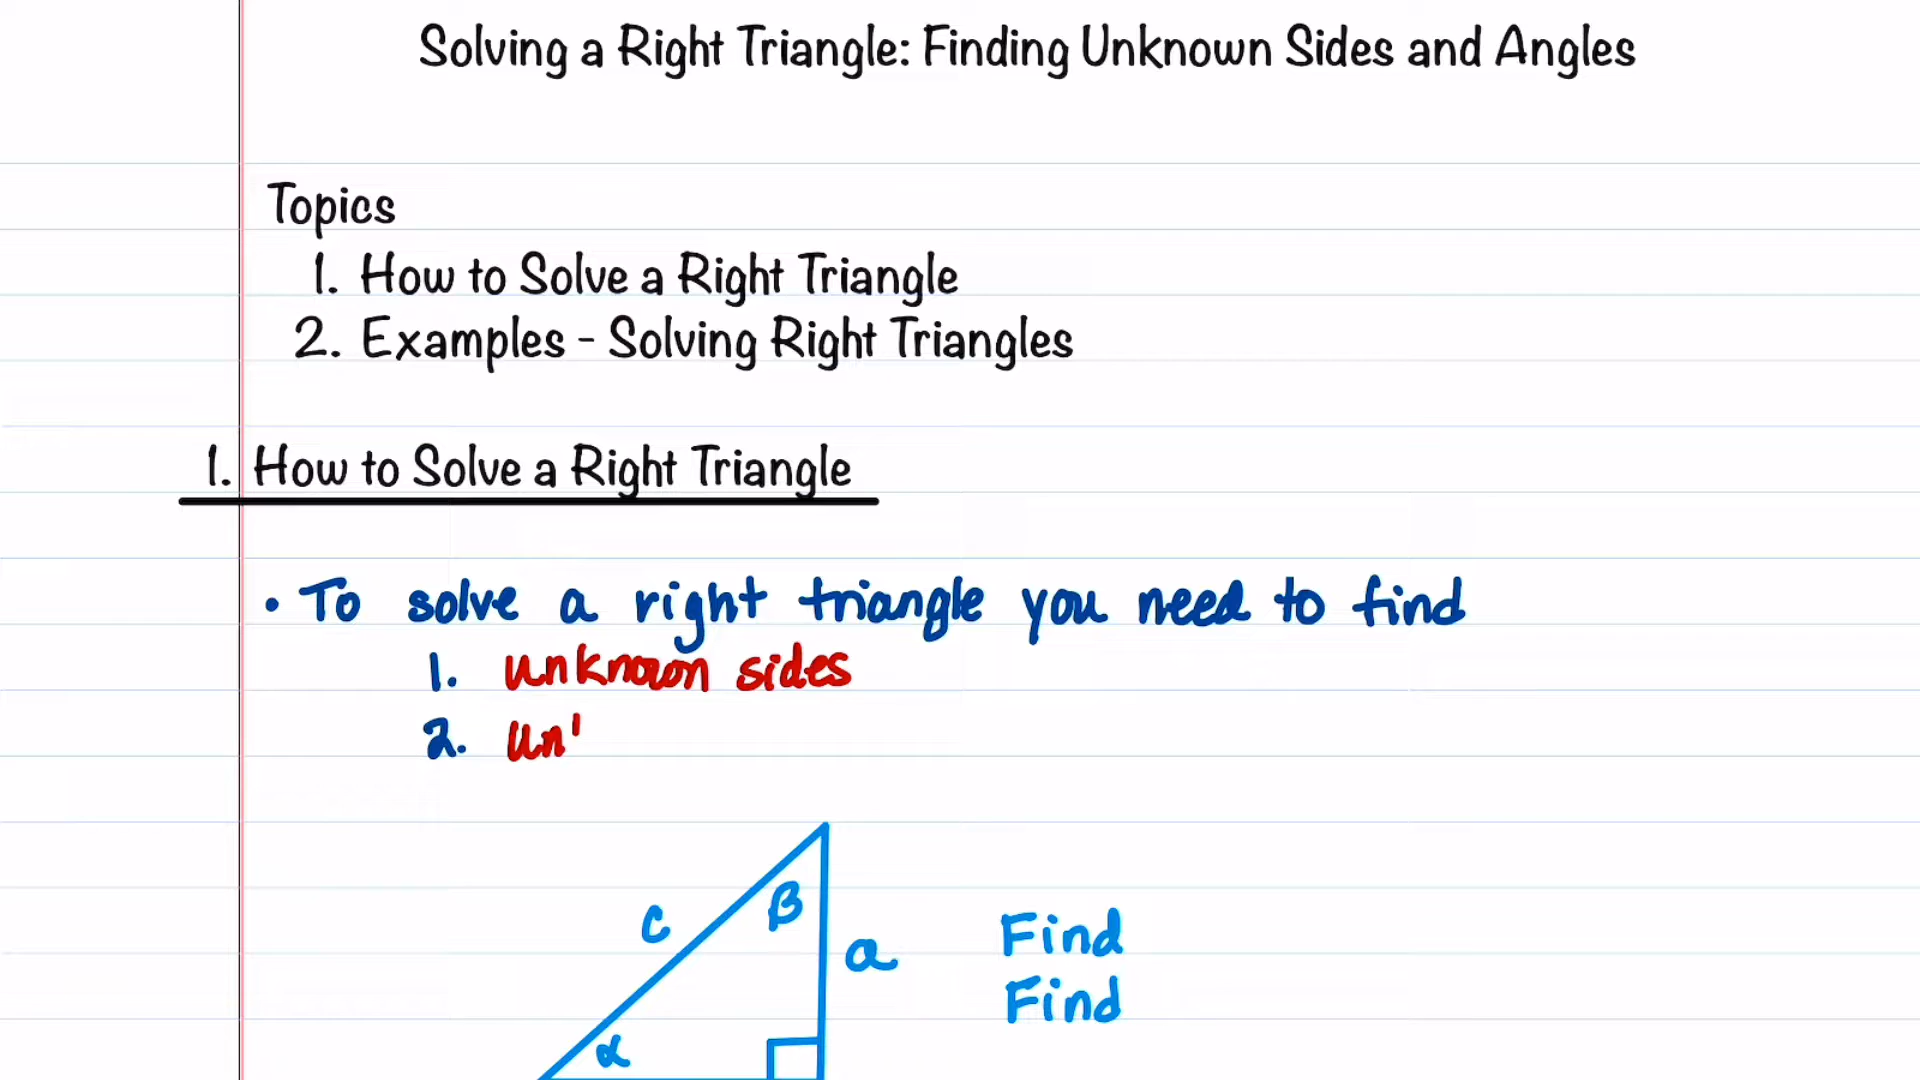 Solving a Right Triangle: Finding Unknown Sides and Angles
Topics
1. How to Solve a Right Triangle
2. Examples - Solving Right Triangles
1. How to Solve a Right Triangle
• To solve a right triangle you need to find
1. unknown sides
2. un'
β
c
a
Find
Find
α